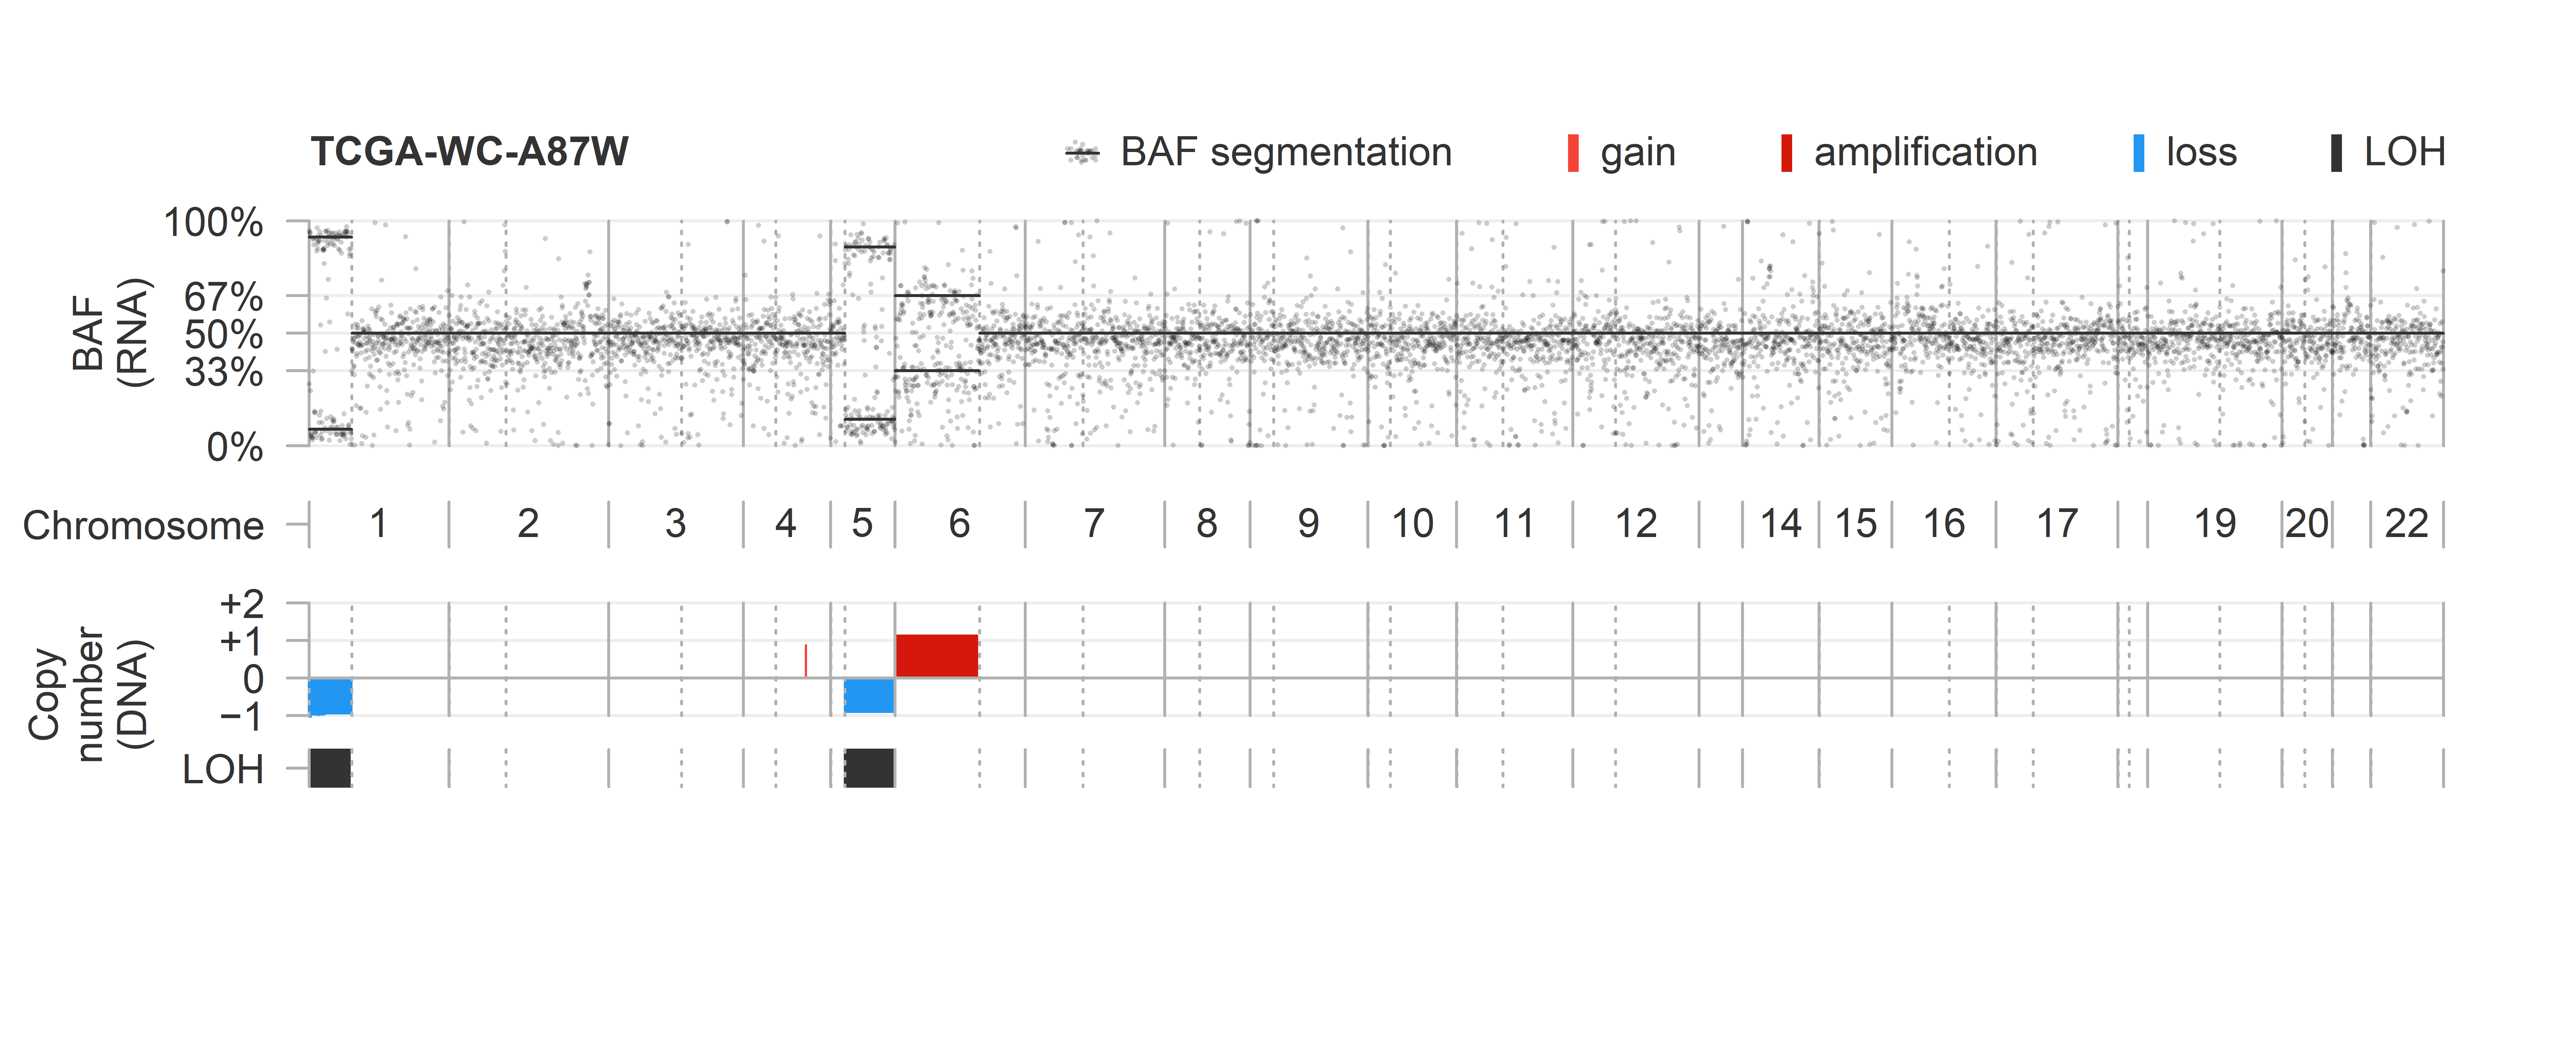 TCGA-WC-A87W BAF segmentation gain amplification loss LOH
BAF
(RNA)
100%
67%
50%
33%
0%
Chromosome 1 2 3 4 5 6 7 8 9 10 11 12 14 15 16 17 19 20 22
Copy
number
(DNA)
+2
+1
0
−1
LOH